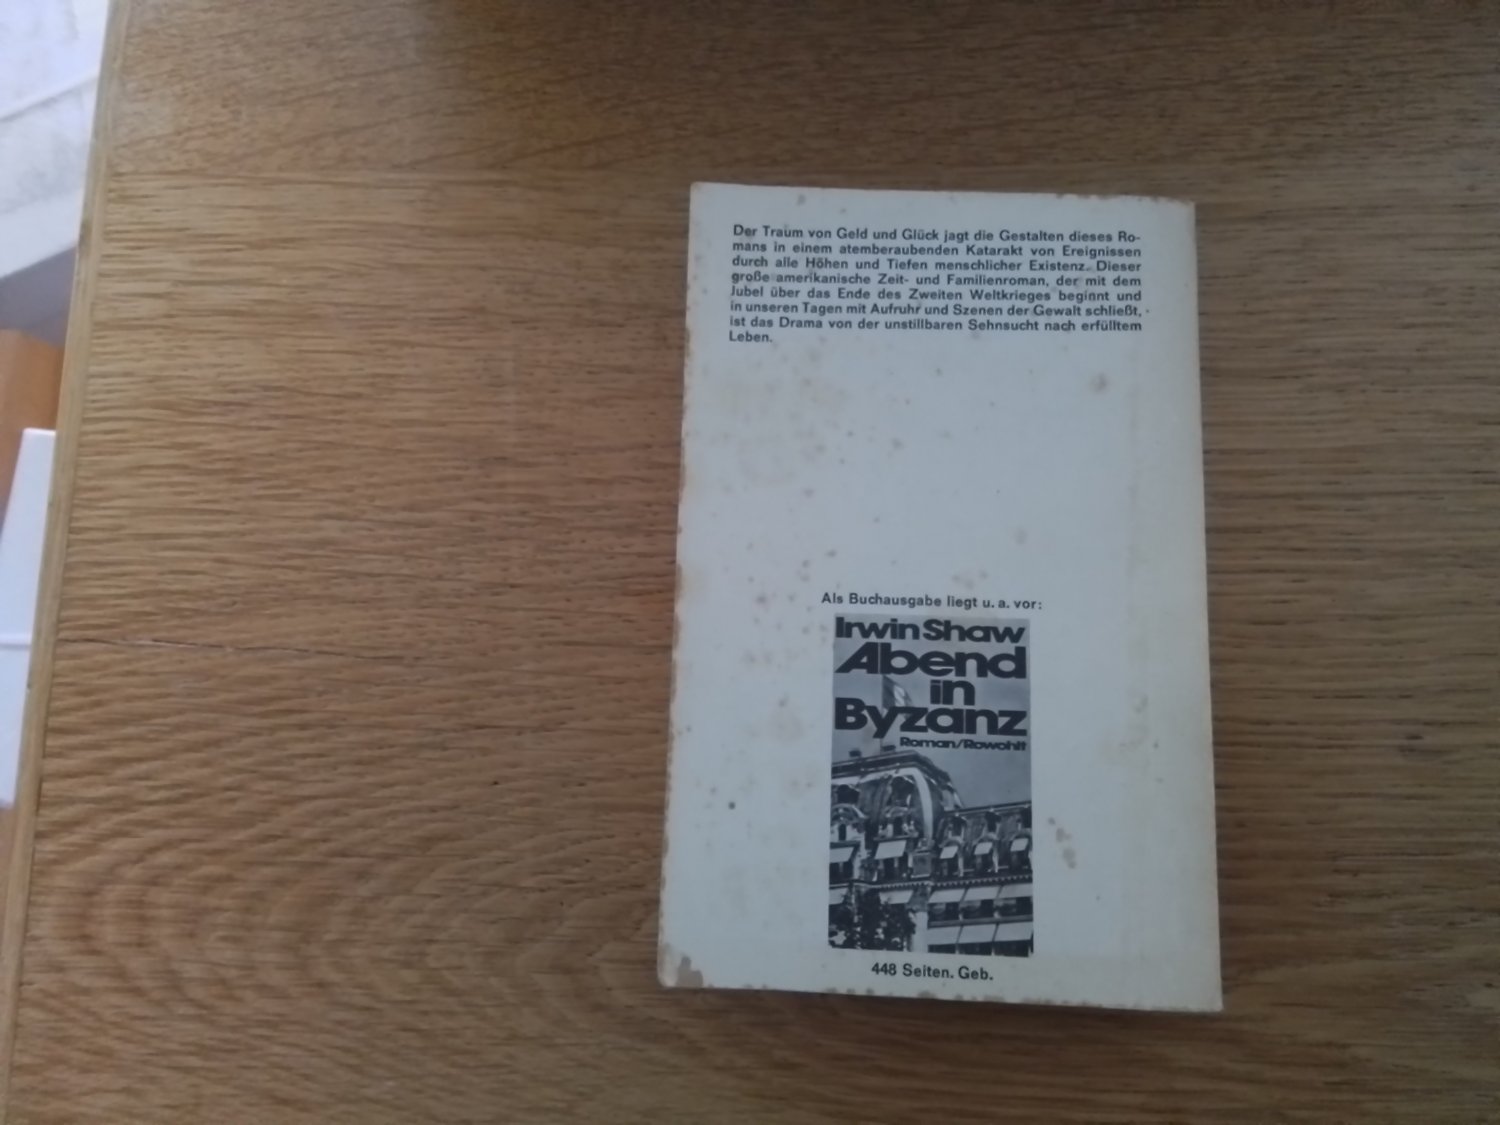 Der Traum von Geld und Glück jagt die Gestalten dieses Ro-
mans in einem atemberaubenden Katarakt von Ereignissen
durch alle Höhen und Tiefen menschlicher Existenz. Dieser
große amerikanische Zeit- und Familienroman, der mit dem
Jubel über das Ende des Zweiten Weltkrieges beginnt und
in unseren Tagen mit Aufruhr und Szenen der Gewalt schließt,
ist das Drama von der unstillbaren Sehnsucht nach erfülltem
Leben.
Als Buchausgabe liegt u. a. vor:
Irwin Shaw
Abend
in
Byzanz
Roman/Rowohlt
448 Seiten. Geb.